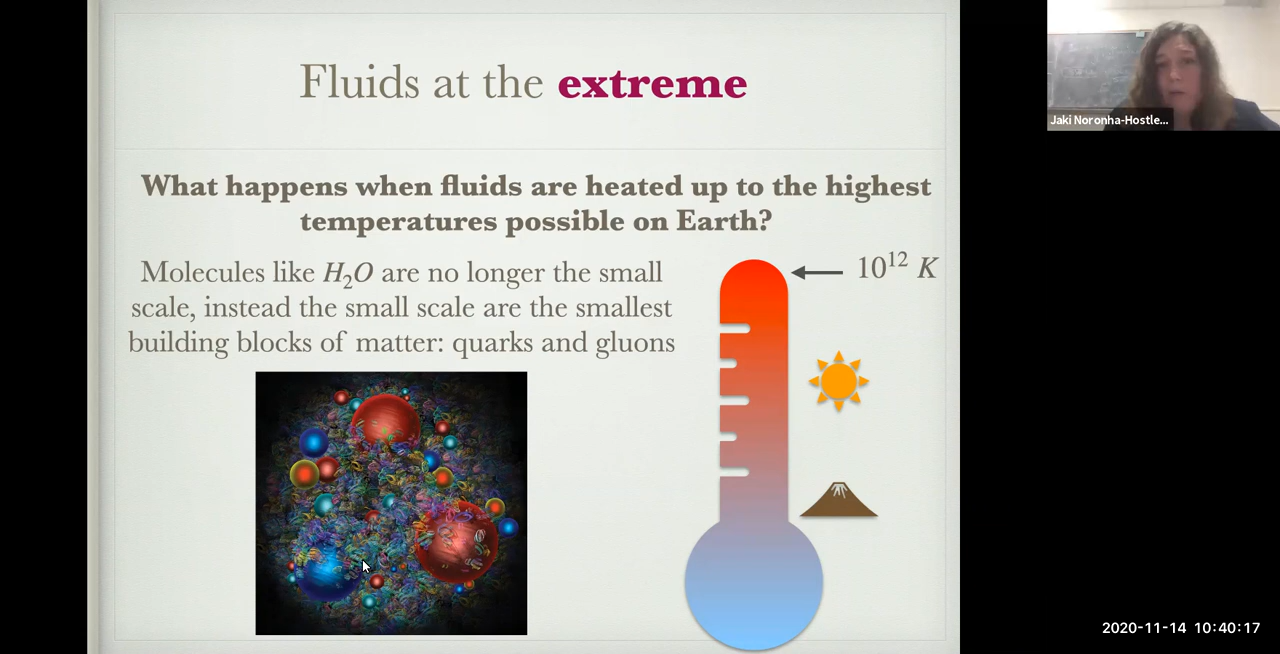 Fluids at the extreme
Jaki Noronha-Hostle...
What happens when fluids are heated up to the highest
temperatures possible on Earth?
Molecules like H₂O are no longer the small
scale, instead the small scale are the smallest
building blocks of matter: quarks and gluons
10¹² K
2020-11-14 10:40:17